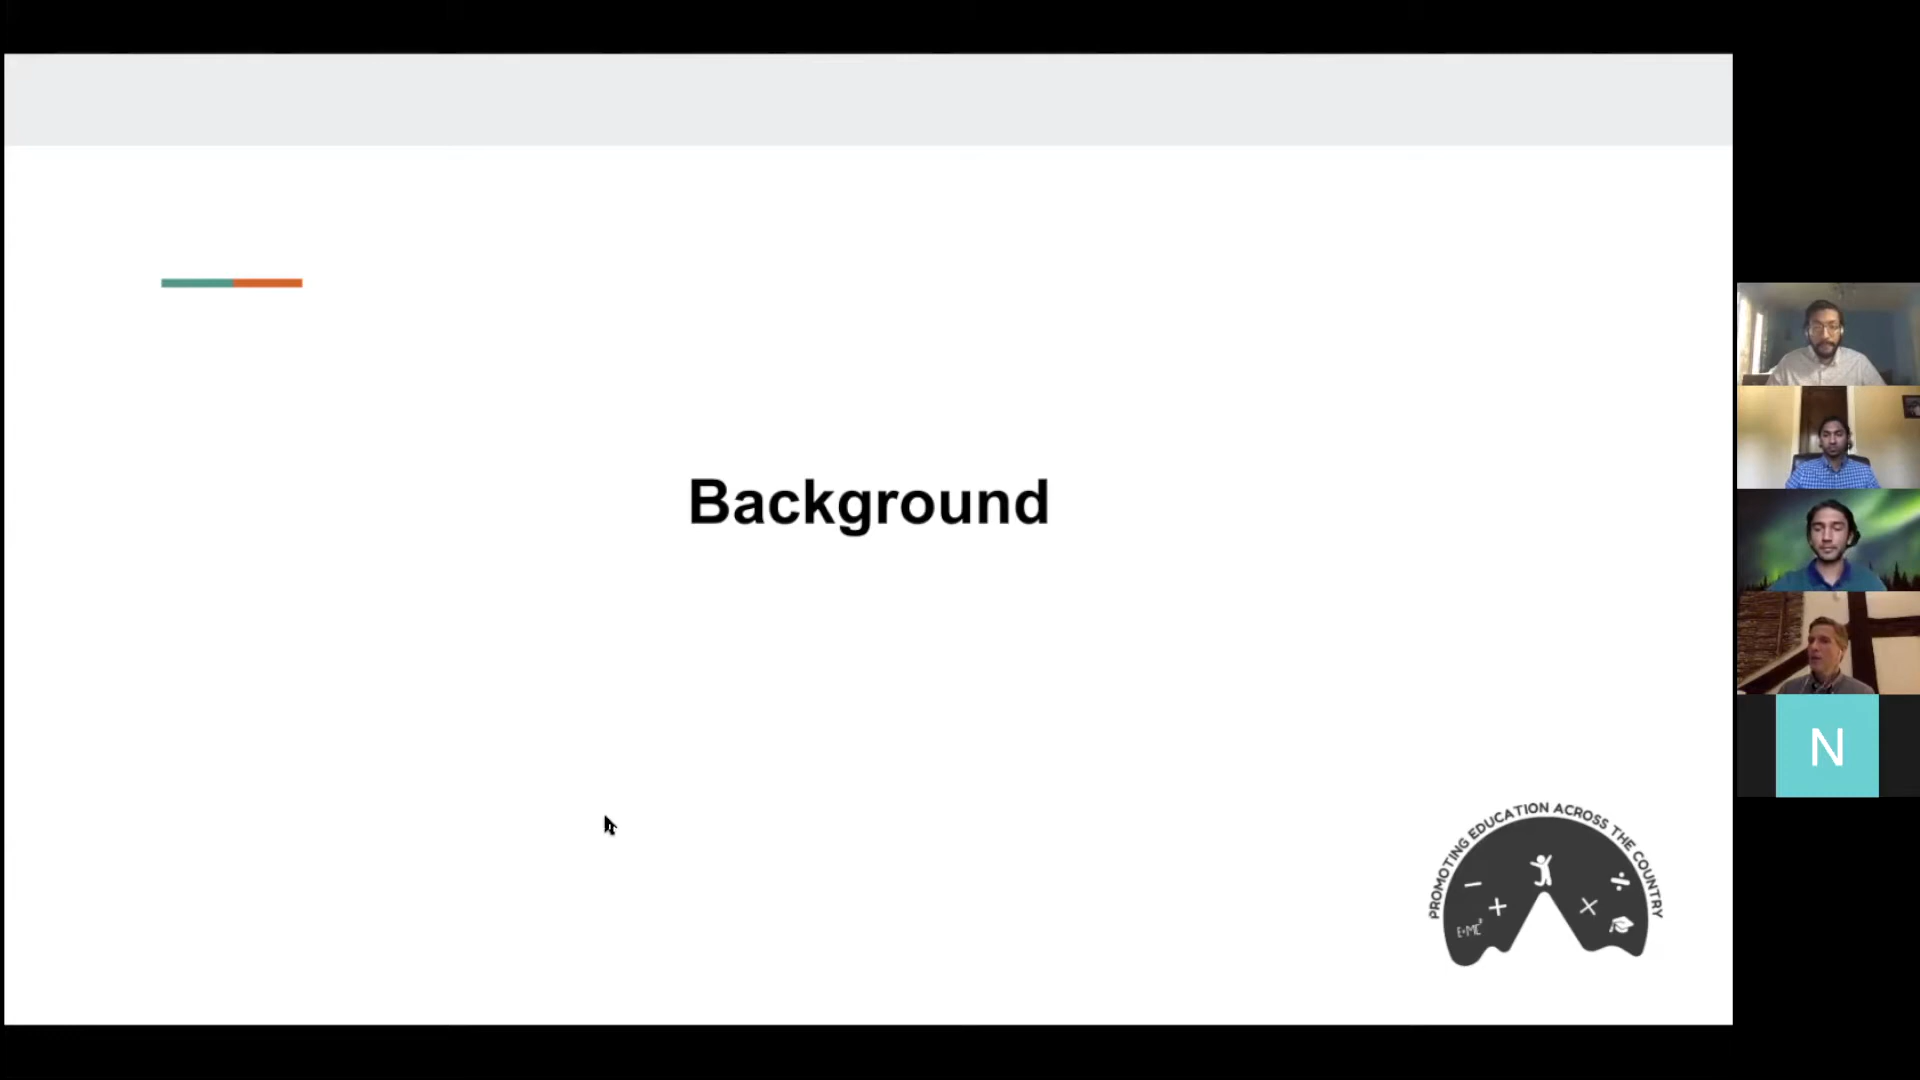 Background
PROMOTING EDUCATION ACROSS THE COUNTRY
− + × ÷
E=MC²
N